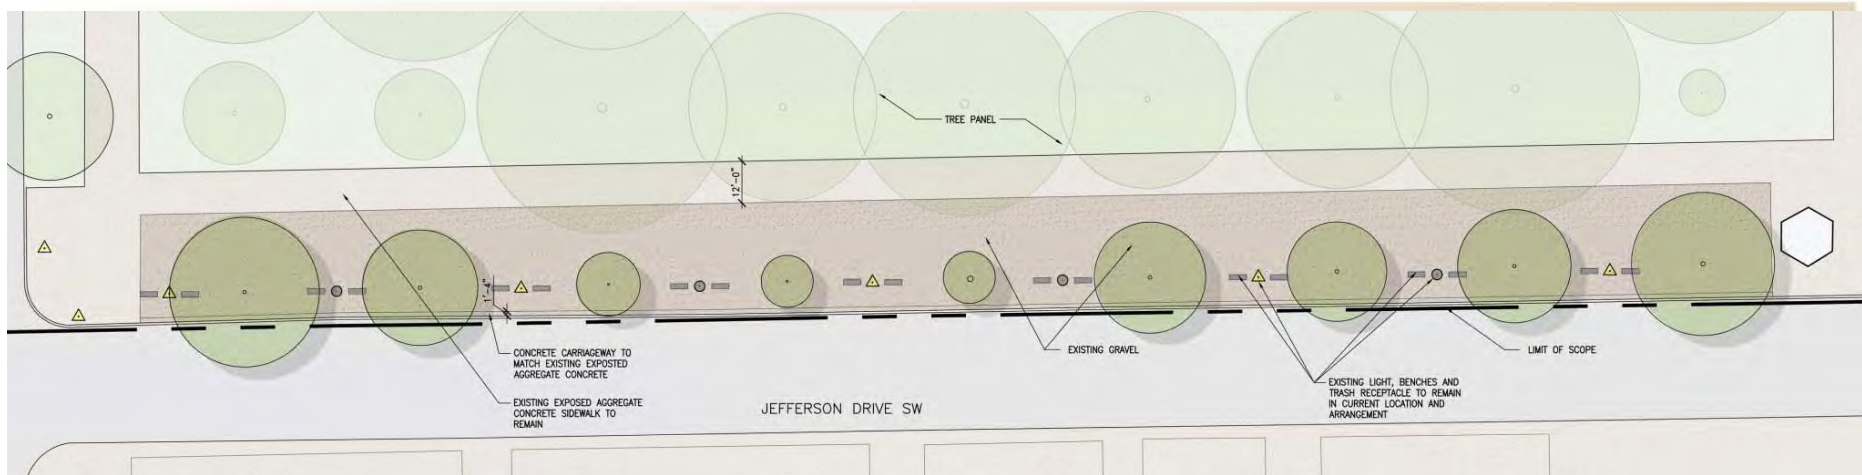 TREE PANEL
12'-0"
1'-4"
CONCRETE CARRIAGEWAY TO
MATCH EXISTING EXPOSTED
AGGREGATE CONCRETE
EXISTING EXPOSED AGGREGATE
CONCRETE SIDEWALK TO
REMAIN
EXISTING GRAVEL
LIMIT OF SCOPE
EXISTING LIGHT, BENCHES AND
TRASH RECEPTACLE TO REMAIN
IN CURRENT LOCATION AND
ARRANGEMENT
JEFFERSON DRIVE SW